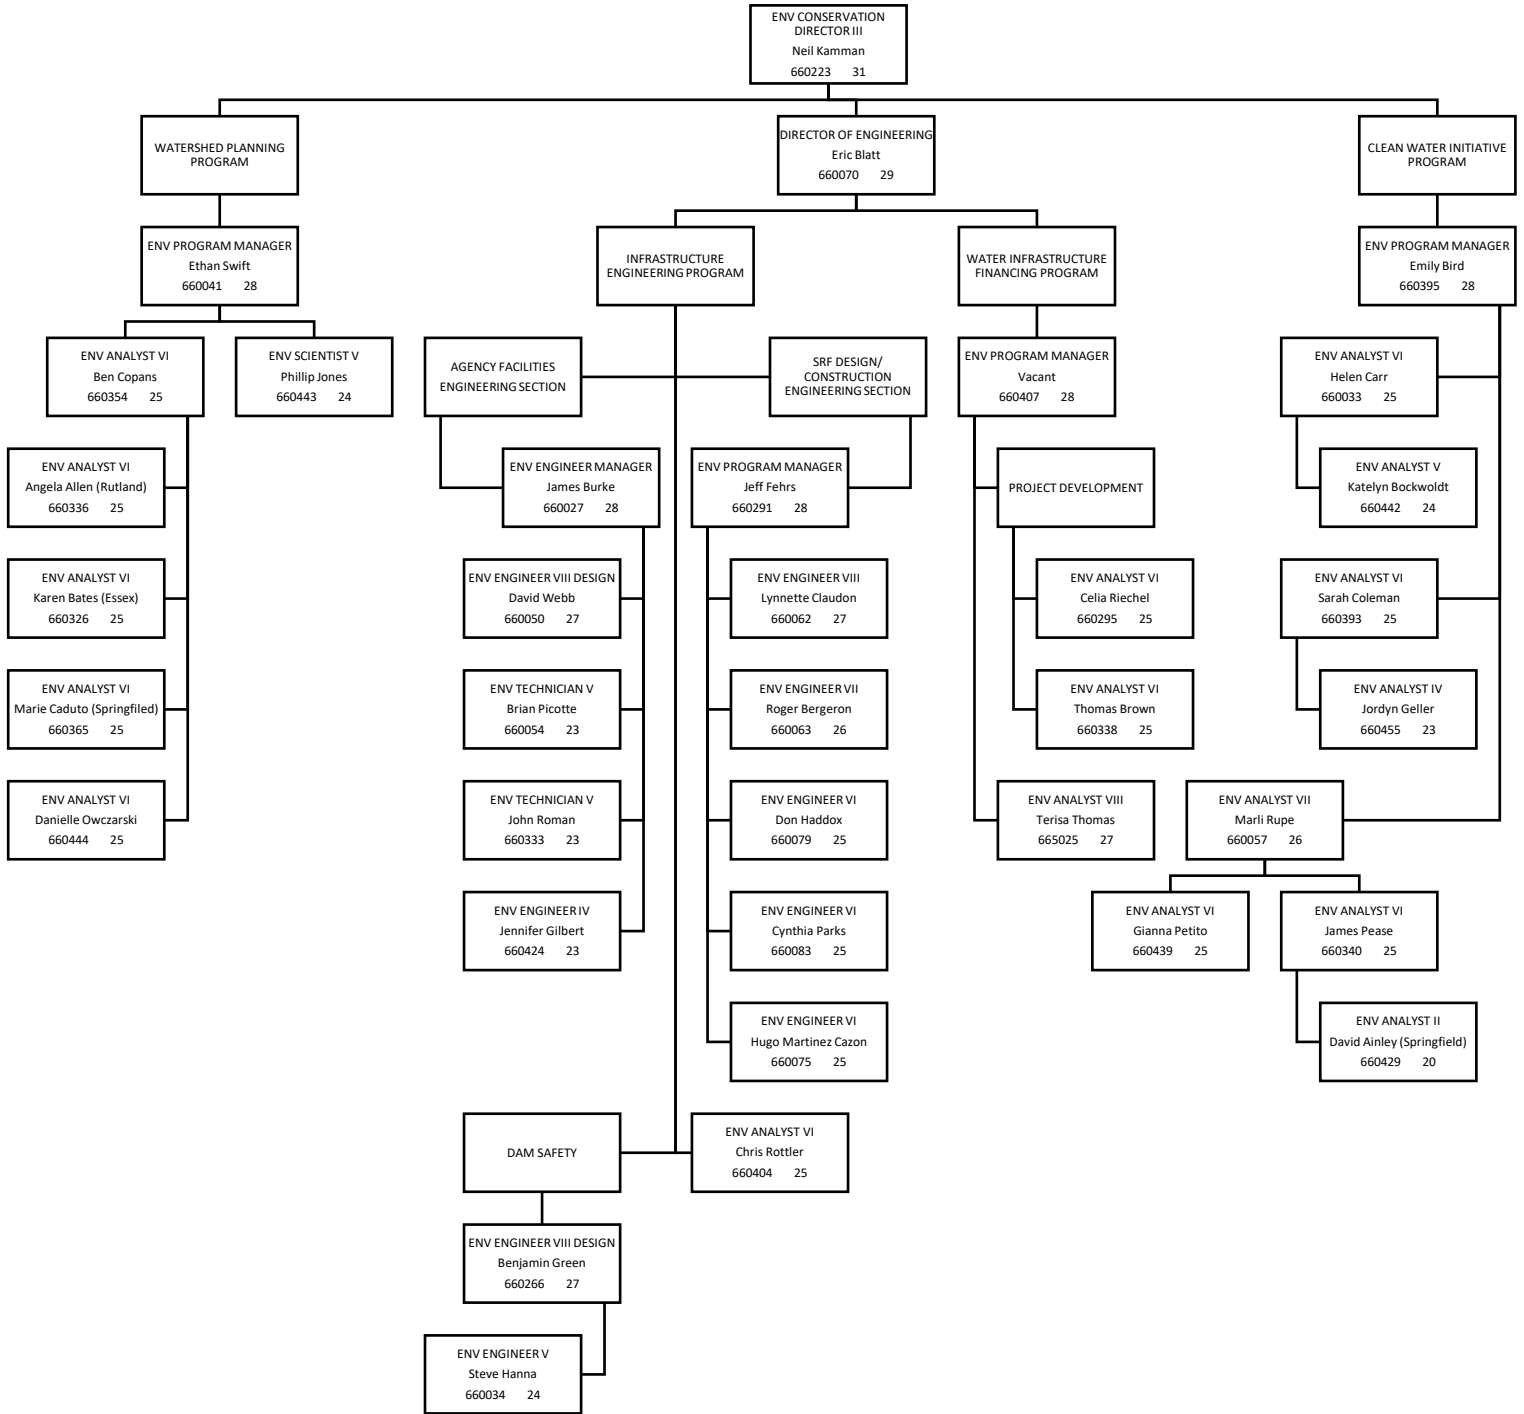 ENV CONSERVATION
DIRECTOR III
Neil Kamman
660223 31
WATERSHED PLANNING
PROGRAM
DIRECTOR OF ENGINEERING
Eric Blatt
660070 29
CLEAN WATER INITIATIVE
PROGRAM
ENV PROGRAM MANAGER
Ethan Swift
660041 28
INFRASTRUCTURE
ENGINEERING PROGRAM
WATER INFRASTRUCTURE
FINANCING PROGRAM
ENV PROGRAM MANAGER
Emily Bird
660395 28
ENV ANALYST VI
Ben Copans
660354 25
ENV SCIENTIST V
Phillip Jones
660443 24
AGENCY FACILITIES
ENGINEERING SECTION
SRF DESIGN/
CONSTRUCTION
ENGINEERING SECTION
ENV PROGRAM MANAGER
Vacant
660407 28
ENV ANALYST VI
Helen Carr
660033 25
ENV ANALYST VI
Angela Allen (Rutland)
660336 25
ENV ENGINEER MANAGER
James Burke
660027 28
ENV PROGRAM MANAGER
Jeff Fehrs
660291 28
PROJECT DEVELOPMENT
ENV ANALYST V
Katelyn Bockwoldt
660442 24
ENV ANALYST VI
Karen Bates (Essex)
660326 25
ENV ENGINEER VIII DESIGN
David Webb
660050 27
ENV ENGINEER VIII
Lynnette Claudon
660062 27
ENV ANALYST VI
Celia Riechel
660295 25
ENV ANALYST VI
Sarah Coleman
660393 25
ENV ANALYST VI
Marie Caduto (Springfiled)
660365 25
ENV TECHNICIAN V
Brian Picotte
660054 23
ENV ENGINEER VII
Roger Bergeron
660063 26
ENV ANALYST VI
Thomas Brown
660338 25
ENV ANALYST IV
Jordyn Geller
660455 23
ENV ANALYST VI
Danielle Owczarski
660444 25
ENV TECHNICIAN V
John Roman
660333 23
ENV ENGINEER VI
Don Haddox
660079 25
ENV ANALYST VIII
Terisa Thomas
665025 27
ENV ANALYST VII
Marli Rupe
660057 26
ENV ENGINEER IV
Jennifer Gilbert
660424 23
ENV ENGINEER VI
Cynthia Parks
660083 25
ENV ANALYST VI
Gianna Petito
660439 25
ENV ANALYST VI
James Pease
660340 25
ENV ENGINEER VI
Hugo Martinez Cazon
660075 25
ENV ANALYST II
David Ainley (Springfield)
660429 20
DAM SAFETY
ENV ANALYST VI
Chris Rottler
660404 25
ENV ENGINEER VIII DESIGN
Benjamin Green
660266 27
ENV ENGINEER V
Steve Hanna
660034 24